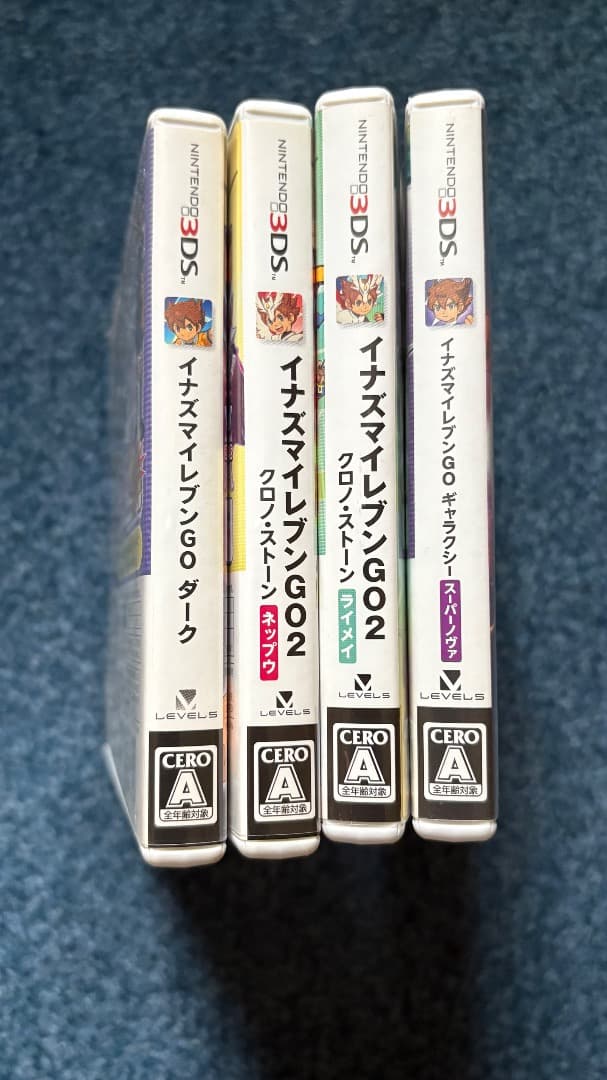 NINTENDO
3DS™
イナズマイレブンGO ダーク
LEVEL5
CERO
A
全年齢対象
NINTENDO
3DS™
イナズマイレブンGO2
クロノ・ストーン
ネップウ
LEVEL5
CERO
A
全年齢対象
NINTENDO
3DS™
イナズマイレブンGO2
クロノ・ストーン
ライメイ
LEVEL5
CERO
A
全年齢対象
NINTENDO
3DS™
イナズマイレブンGO ギャラクシー
スーパーノヴァ
LEVEL5
CERO
A
全年齢対象